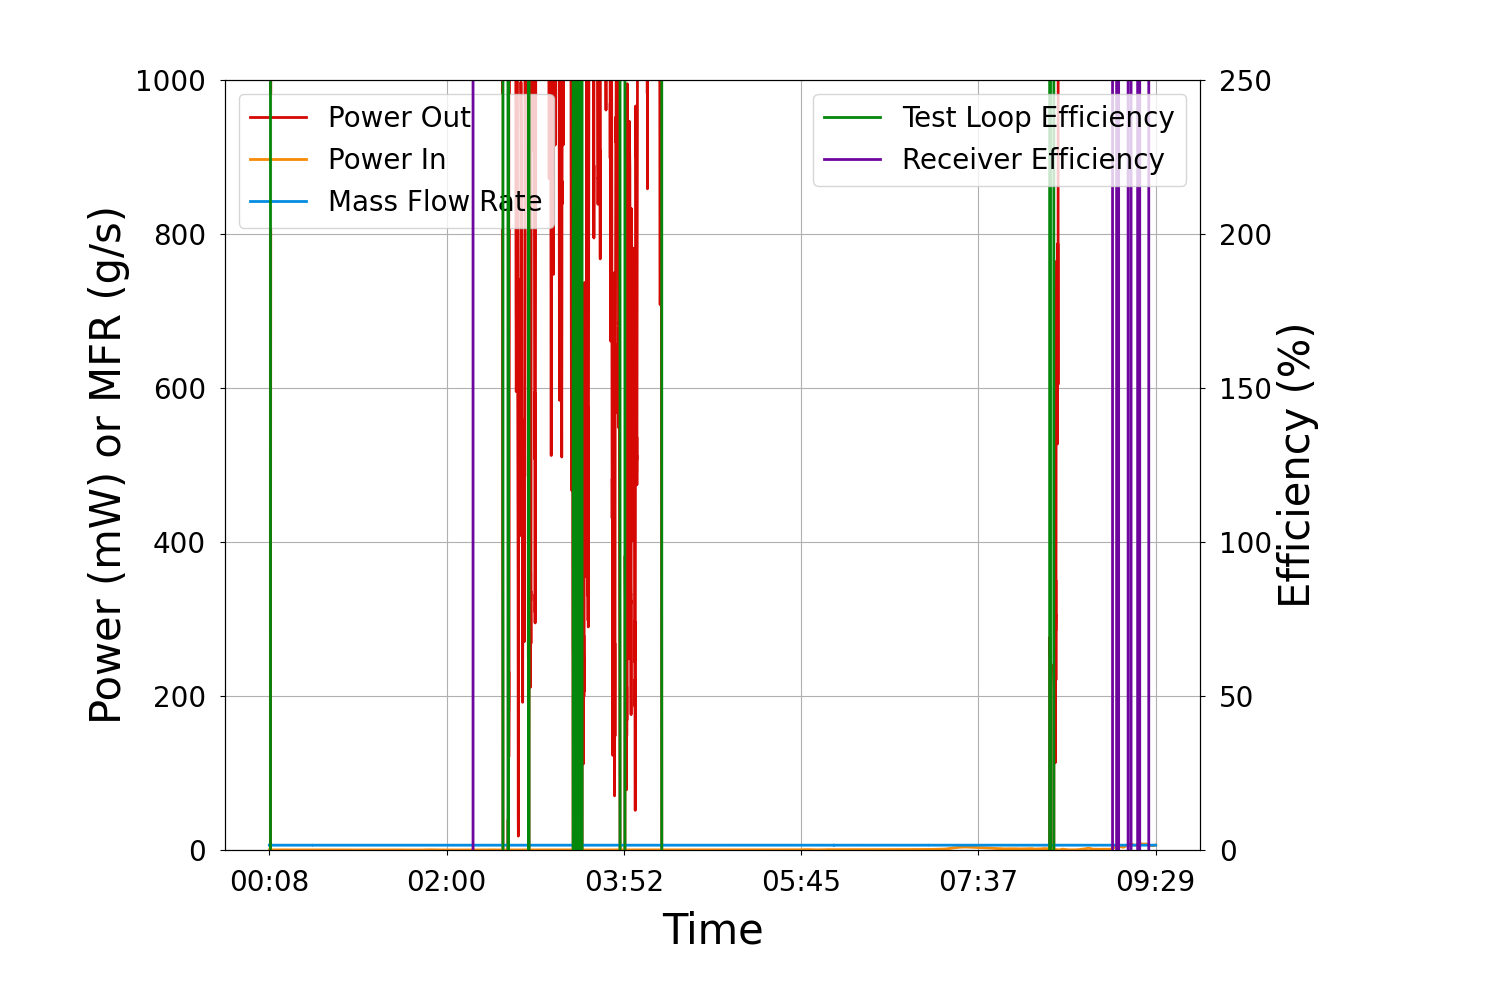 1000
800
600
400
200
0
Power (mW) or MFR (g/s)
Power Out
Power In
Mass Flow Rate
Test Loop Efficiency
Receiver Efficiency
250
200
150
100
50
0
Efficiency (%)
00:08 02:00 03:52 05:45 07:37 09:29
Time